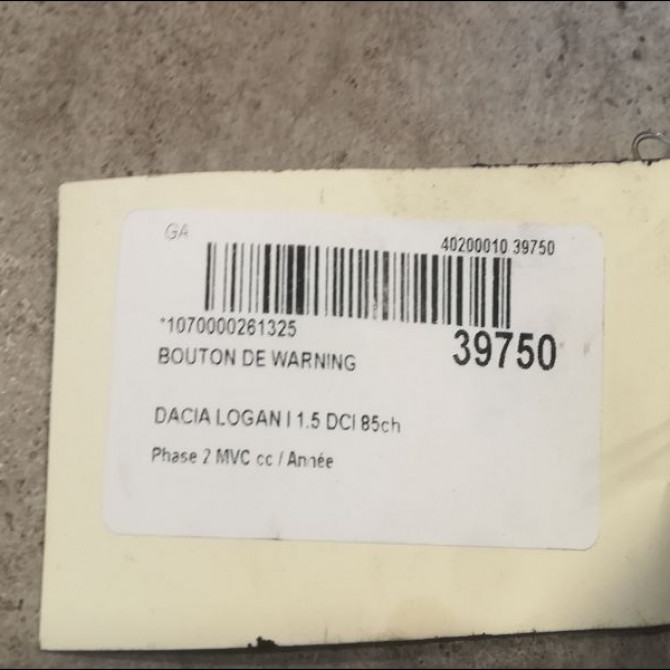 GA
40200010 39750
*1070000261325
39750
BOUTON DE WARNING
DACIA LOGAN I 1.5 DCI 85ch
Phase 2 MVC cc / Année